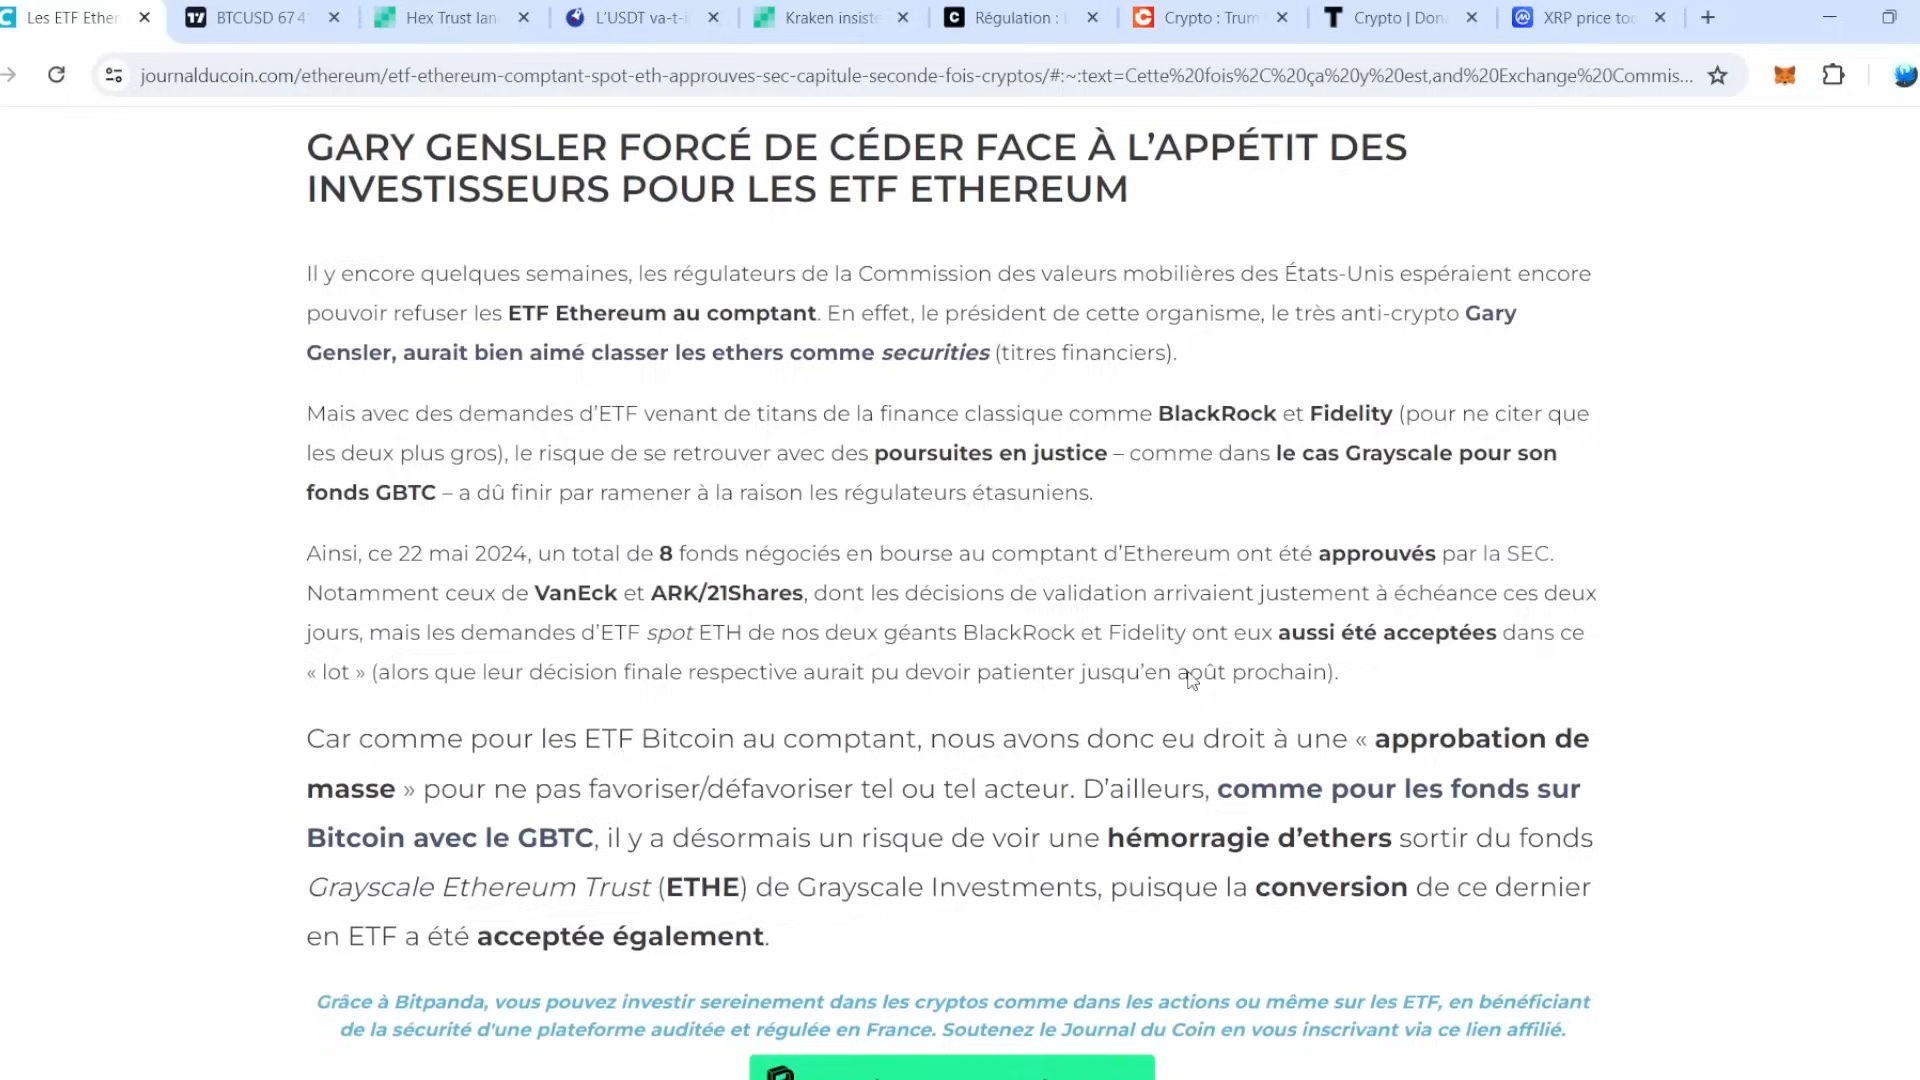 Les ETF Ether
BTCUSD 67 4
Hex Trust lan
L'USDT va-t-i
Kraken insiste
Régulation :
Crypto : Trum
Crypto | Don
XRP price too
journalducoin.com/ethereum/etf-ethereum-comptant-spot-eth-approuves-sec-capitule-seconde-fois-cryptos/#:~:text=Cette%20fois%2C%20ça%20y%20est,and%20Exchange%20Commis...
GARY GENSLER FORCÉ DE CÉDER FACE À L’APPÉTIT DES
INVESTISSEURS POUR LES ETF ETHEREUM
Il y encore quelques semaines, les régulateurs de la Commission des valeurs mobilières des États-Unis espéraient encore
pouvoir refuser les ETF Ethereum au comptant. En effet, le président de cette organisme, le très anti-crypto Gary
Gensler, aurait bien aimé classer les ethers comme securities (titres financiers).
Mais avec des demandes d’ETF venant de titans de la finance classique comme BlackRock et Fidelity (pour ne citer que
les deux plus gros), le risque de se retrouver avec des poursuites en justice – comme dans le cas Grayscale pour son
fonds GBTC – a dû finir par ramener à la raison les régulateurs étasuniens.
Ainsi, ce 22 mai 2024, un total de 8 fonds négociés en bourse au comptant d’Ethereum ont été approuvés par la SEC.
Notamment ceux de VanEck et ARK/21Shares, dont les décisions de validation arrivaient justement à échéance ces deux
jours, mais les demandes d’ETF spot ETH de nos deux géants BlackRock et Fidelity ont eux aussi été acceptées dans ce
« lot » (alors que leur décision finale respective aurait pu devoir patienter jusqu’en août prochain).
Car comme pour les ETF Bitcoin au comptant, nous avons donc eu droit à une « approbation de
masse » pour ne pas favoriser/défavoriser tel ou tel acteur. D’ailleurs, comme pour les fonds sur
Bitcoin avec le GBTC, il y a désormais un risque de voir une hémorragie d’ethers sortir du fonds
Grayscale Ethereum Trust (ETHE) de Grayscale Investments, puisque la conversion de ce dernier
en ETF a été acceptée également.
Grâce à Bitpanda, vous pouvez investir sereinement dans les cryptos comme dans les actions ou même sur les ETF, en bénéficiant
de la sécurité d'une plateforme auditée et régulée en France. Soutenez le Journal du Coin en vous inscrivant via ce lien affilié.